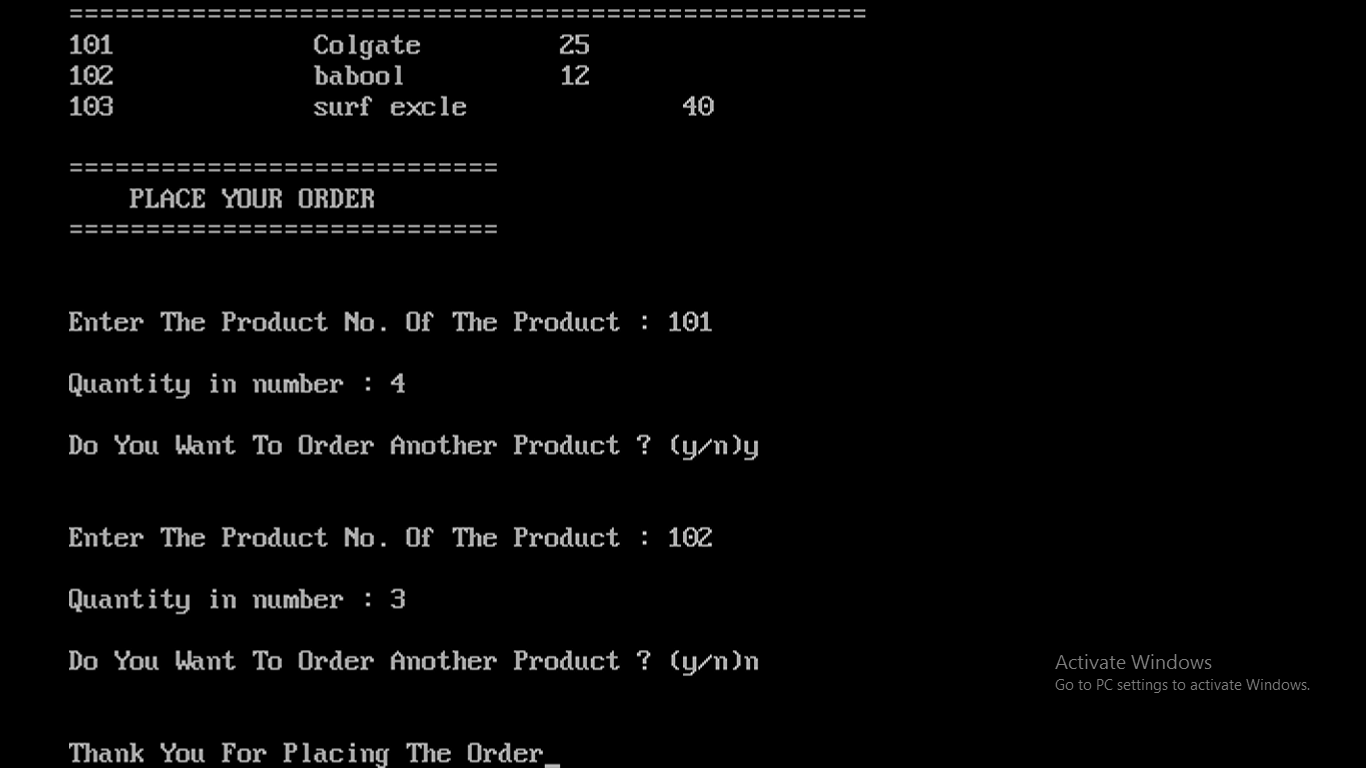 ====================================================
101 Colgate 25
102 babool 12
103 surf excle 40
============================
PLACE YOUR ORDER
============================
Enter The Product No. Of The Product : 101
Quantity in number : 4
Do You Want To Order Another Product ? (y/n)y
Enter The Product No. Of The Product : 102
Quantity in number : 3
Do You Want To Order Another Product ? (y/n)n
Activate Windows
Go to PC settings to activate Windows.
Thank You For Placing The Order_